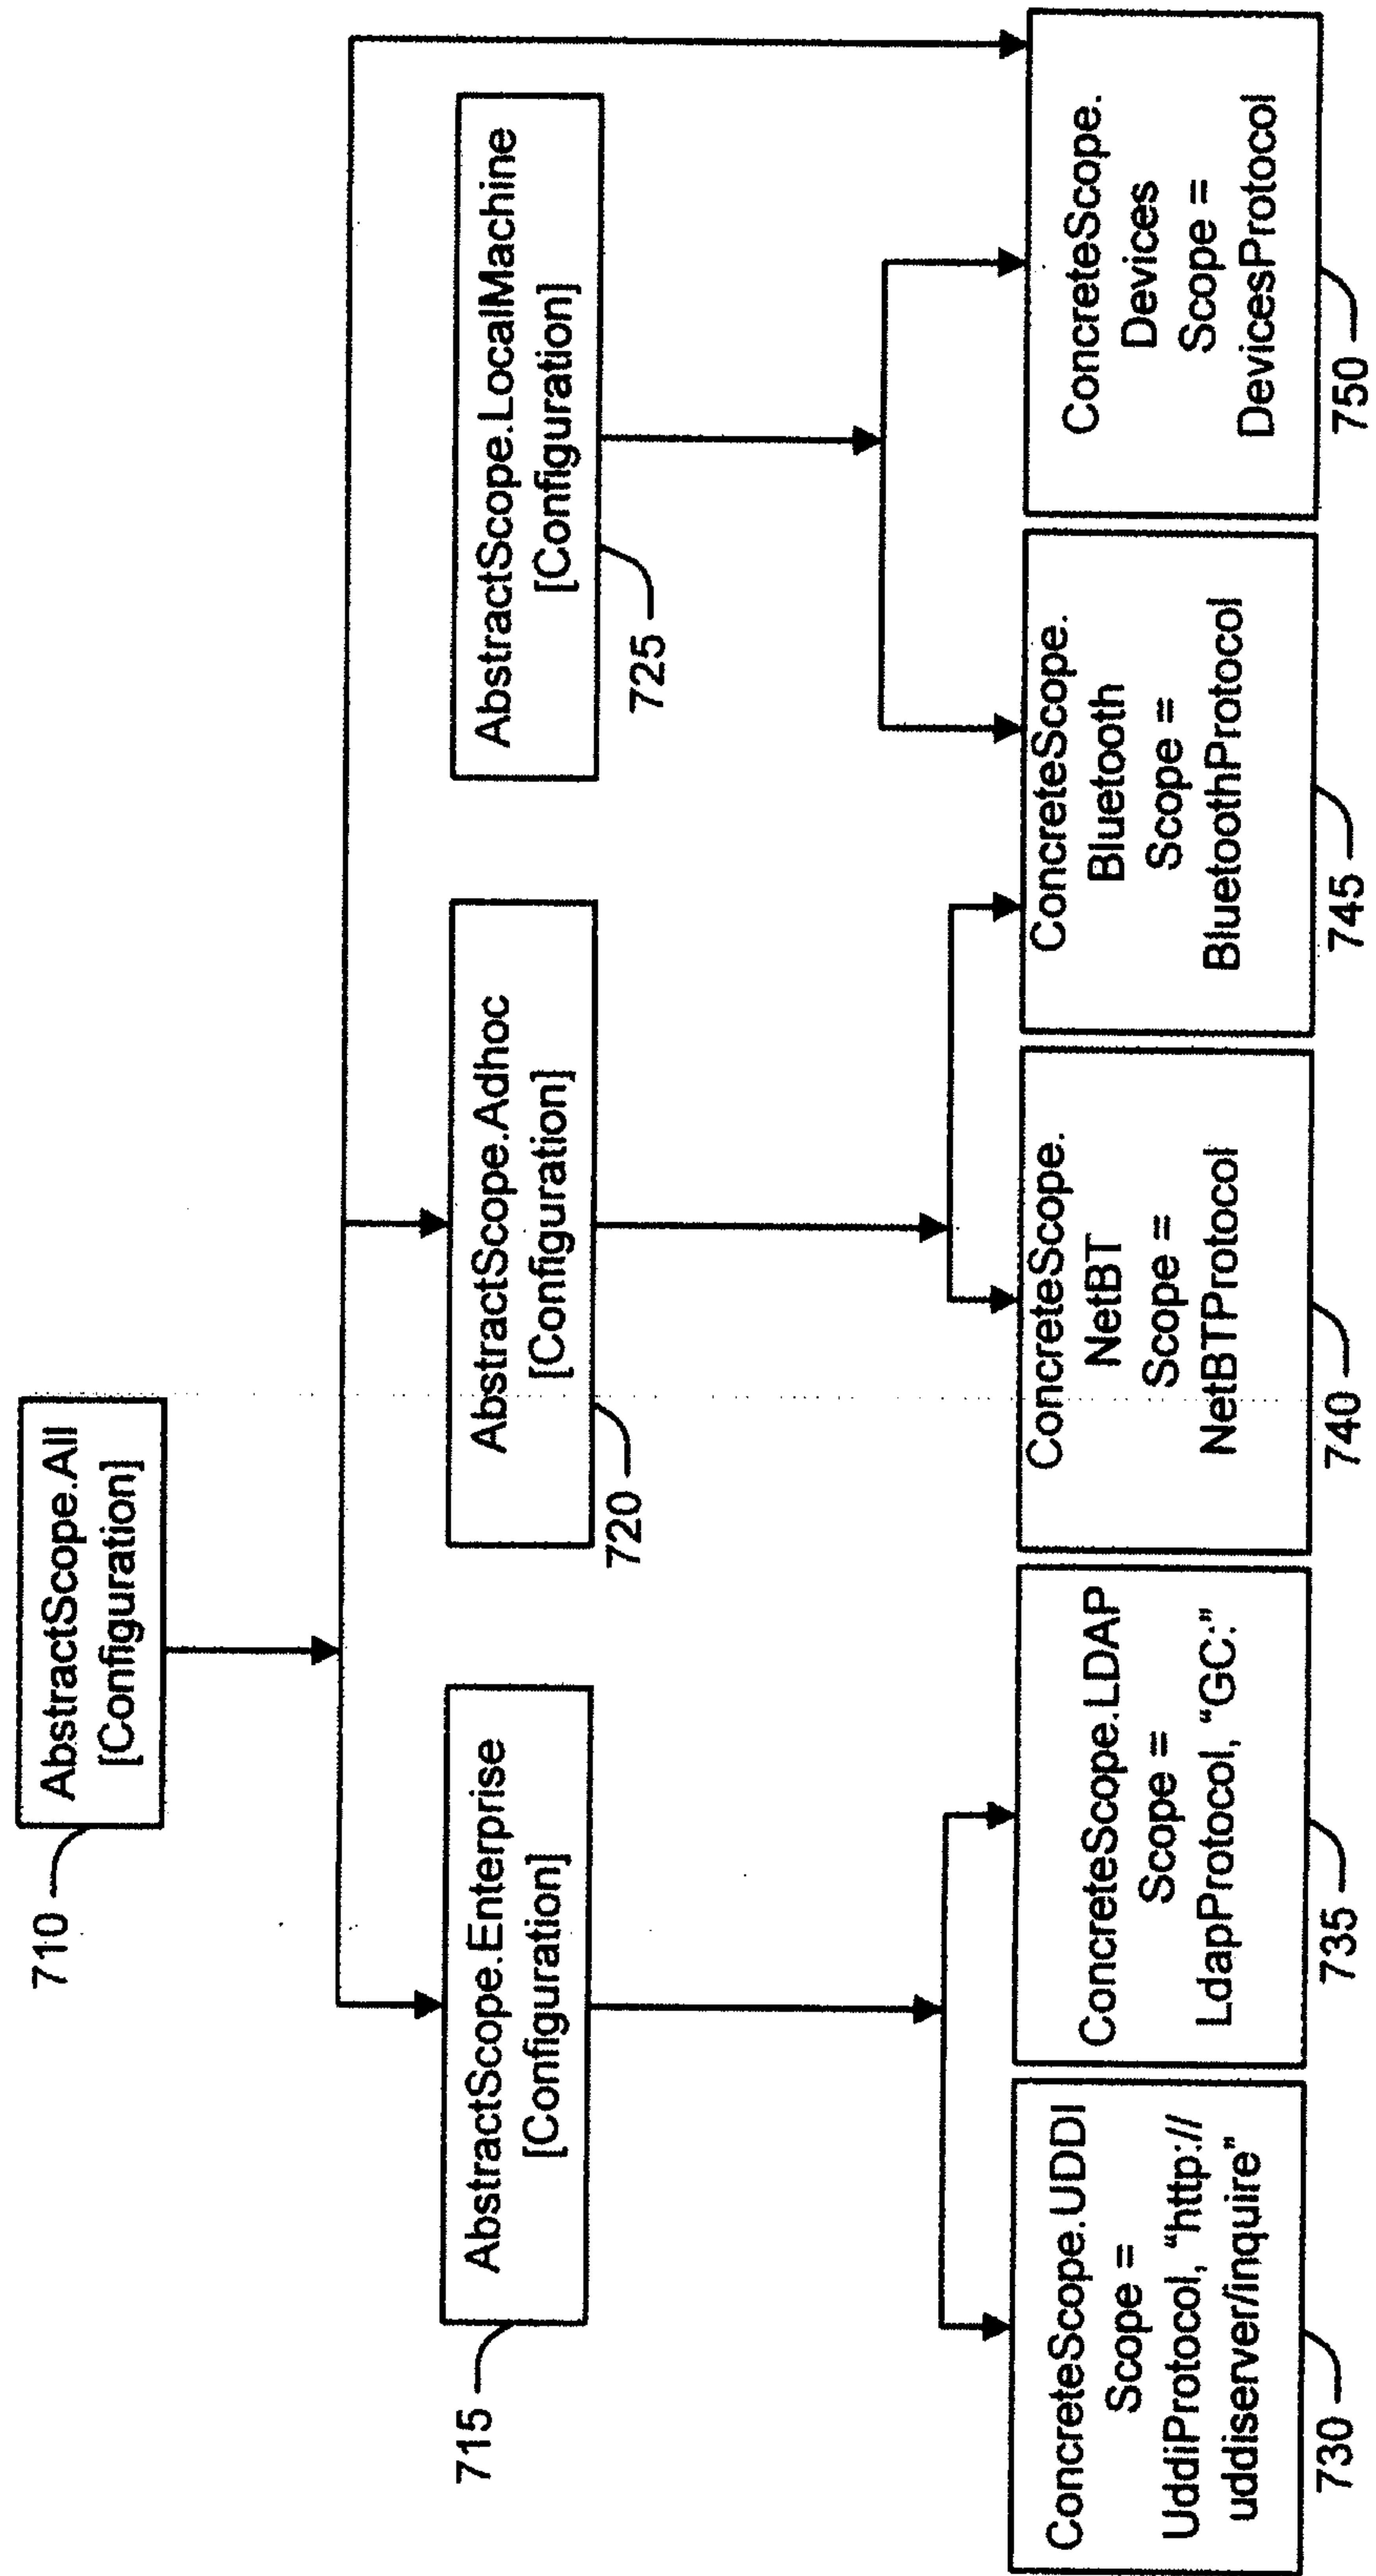 AbstractScope.All
[Configuration]
710
AbstractScope.Enterprise
[Configuration]
715
AbstractScope.Adhoc
[Configuration]
720
AbstractScope.LocalMachine
[Configuration]
725
ConcreteScope.UDDI
Scope =
UddiProtocol, “http://
uddiserver/inquire”
730
ConcreteScope.LDAP
Scope =
LdapProtocol, “GC:”
735
ConcreteScope.
NetBT
Scope =
NetBTProtocol
740
ConcreteScope.
Bluetooth
Scope =
BluetoothProtocol
745
ConcreteScope.
Devices
Scope =
DevicesProtocol
750